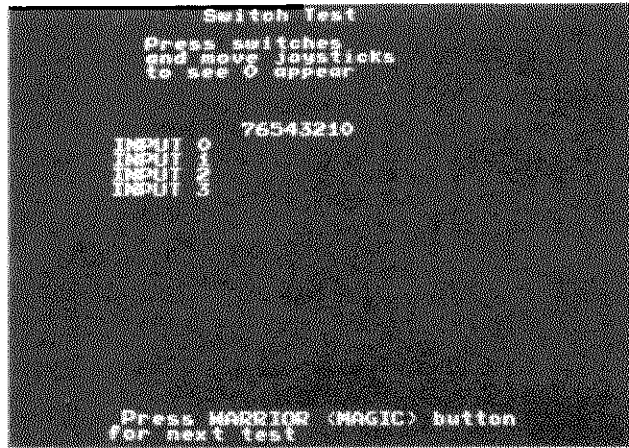 Switch Test
Press switches
and move joysticks
to see 0 appear
76543210
INPUT 0
INPUT 1
INPUT 2
INPUT 3
Press WARRIOR (MAGIC) button
for next test